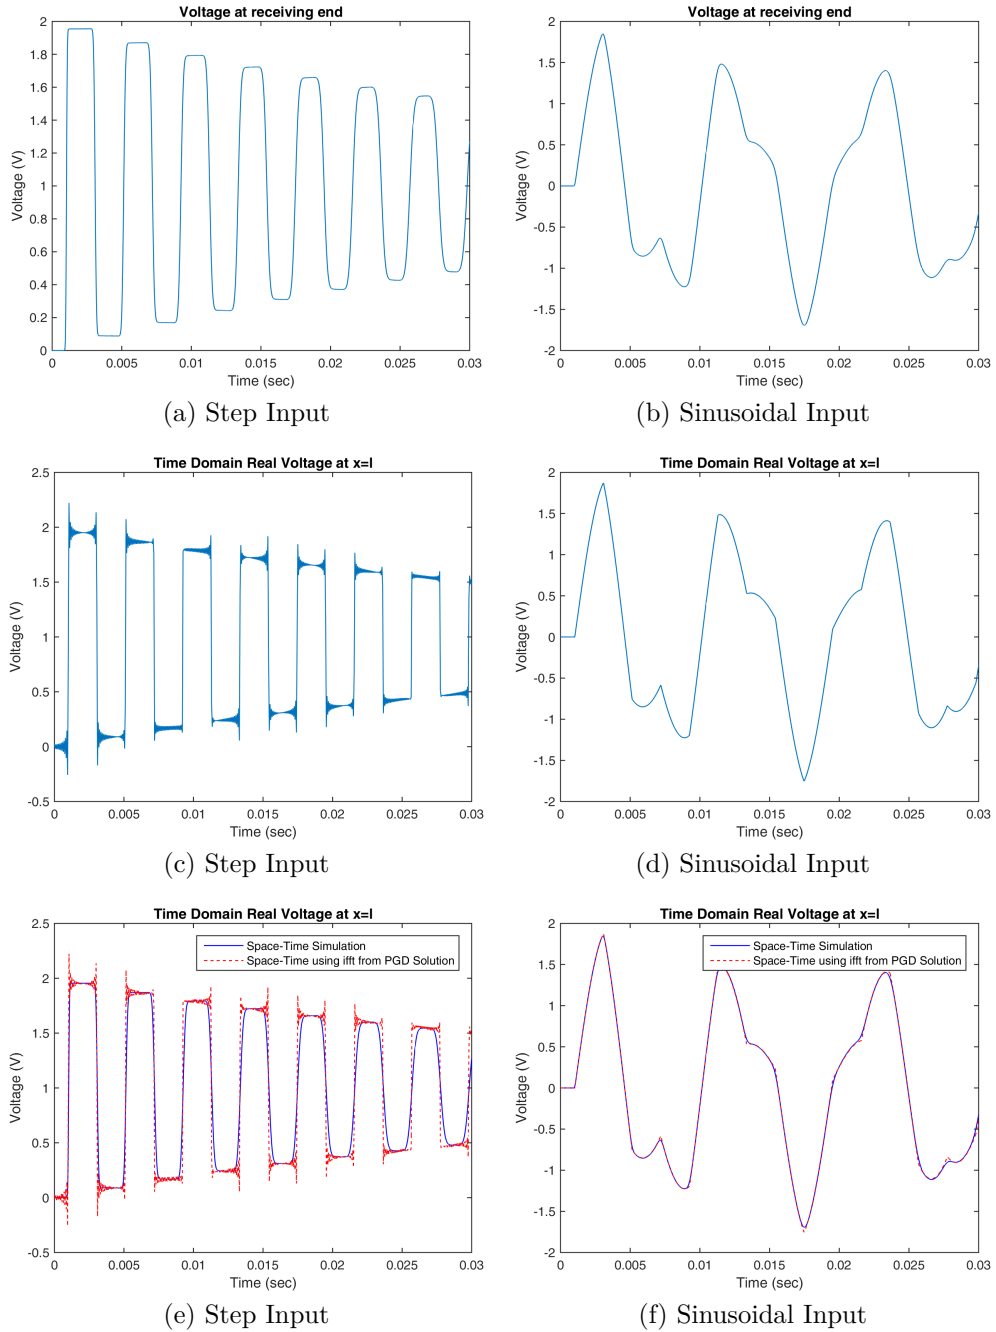 Voltage at receiving end
Voltage (V)
2
1.8
1.6
1.4
1.2
1
0.8
0.6
0.4
0.2
0
0 0.005 0.01 0.015 0.02 0.025 0.03
Time (sec)
(a) Step Input
Voltage at receiving end
Voltage (V)
2
1.5
1
0.5
0
-0.5
-1
-1.5
-2
0 0.005 0.01 0.015 0.02 0.025 0.03
Time (sec)
(b) Sinusoidal Input
Time Domain Real Voltage at x=l
Voltage (V)
2.5
2
1.5
1
0.5
0
-0.5
0 0.005 0.01 0.015 0.02 0.025 0.03
Time (sec)
(c) Step Input
Time Domain Real Voltage at x=l
Voltage (V)
2
1.5
1
0.5
0
-0.5
-1
-1.5
-2
0 0.005 0.01 0.015 0.02 0.025 0.03
Time (sec)
(d) Sinusoidal Input
Time Domain Real Voltage at x=l
Voltage (V)
2.5
2
1.5
1
0.5
0
-0.5
Space-Time Simulation
Space-Time using ifft from PGD Solution
0 0.005 0.01 0.015 0.02 0.025 0.03
Time (sec)
(e) Step Input
Time Domain Real Voltage at x=l
Voltage (V)
2
1.5
1
0.5
0
-0.5
-1
-1.5
-2
Space-Time Simulation
Space-Time using ifft from PGD Solution
0 0.005 0.01 0.015 0.02 0.025 0.03
Time (sec)
(f) Sinusoidal Input